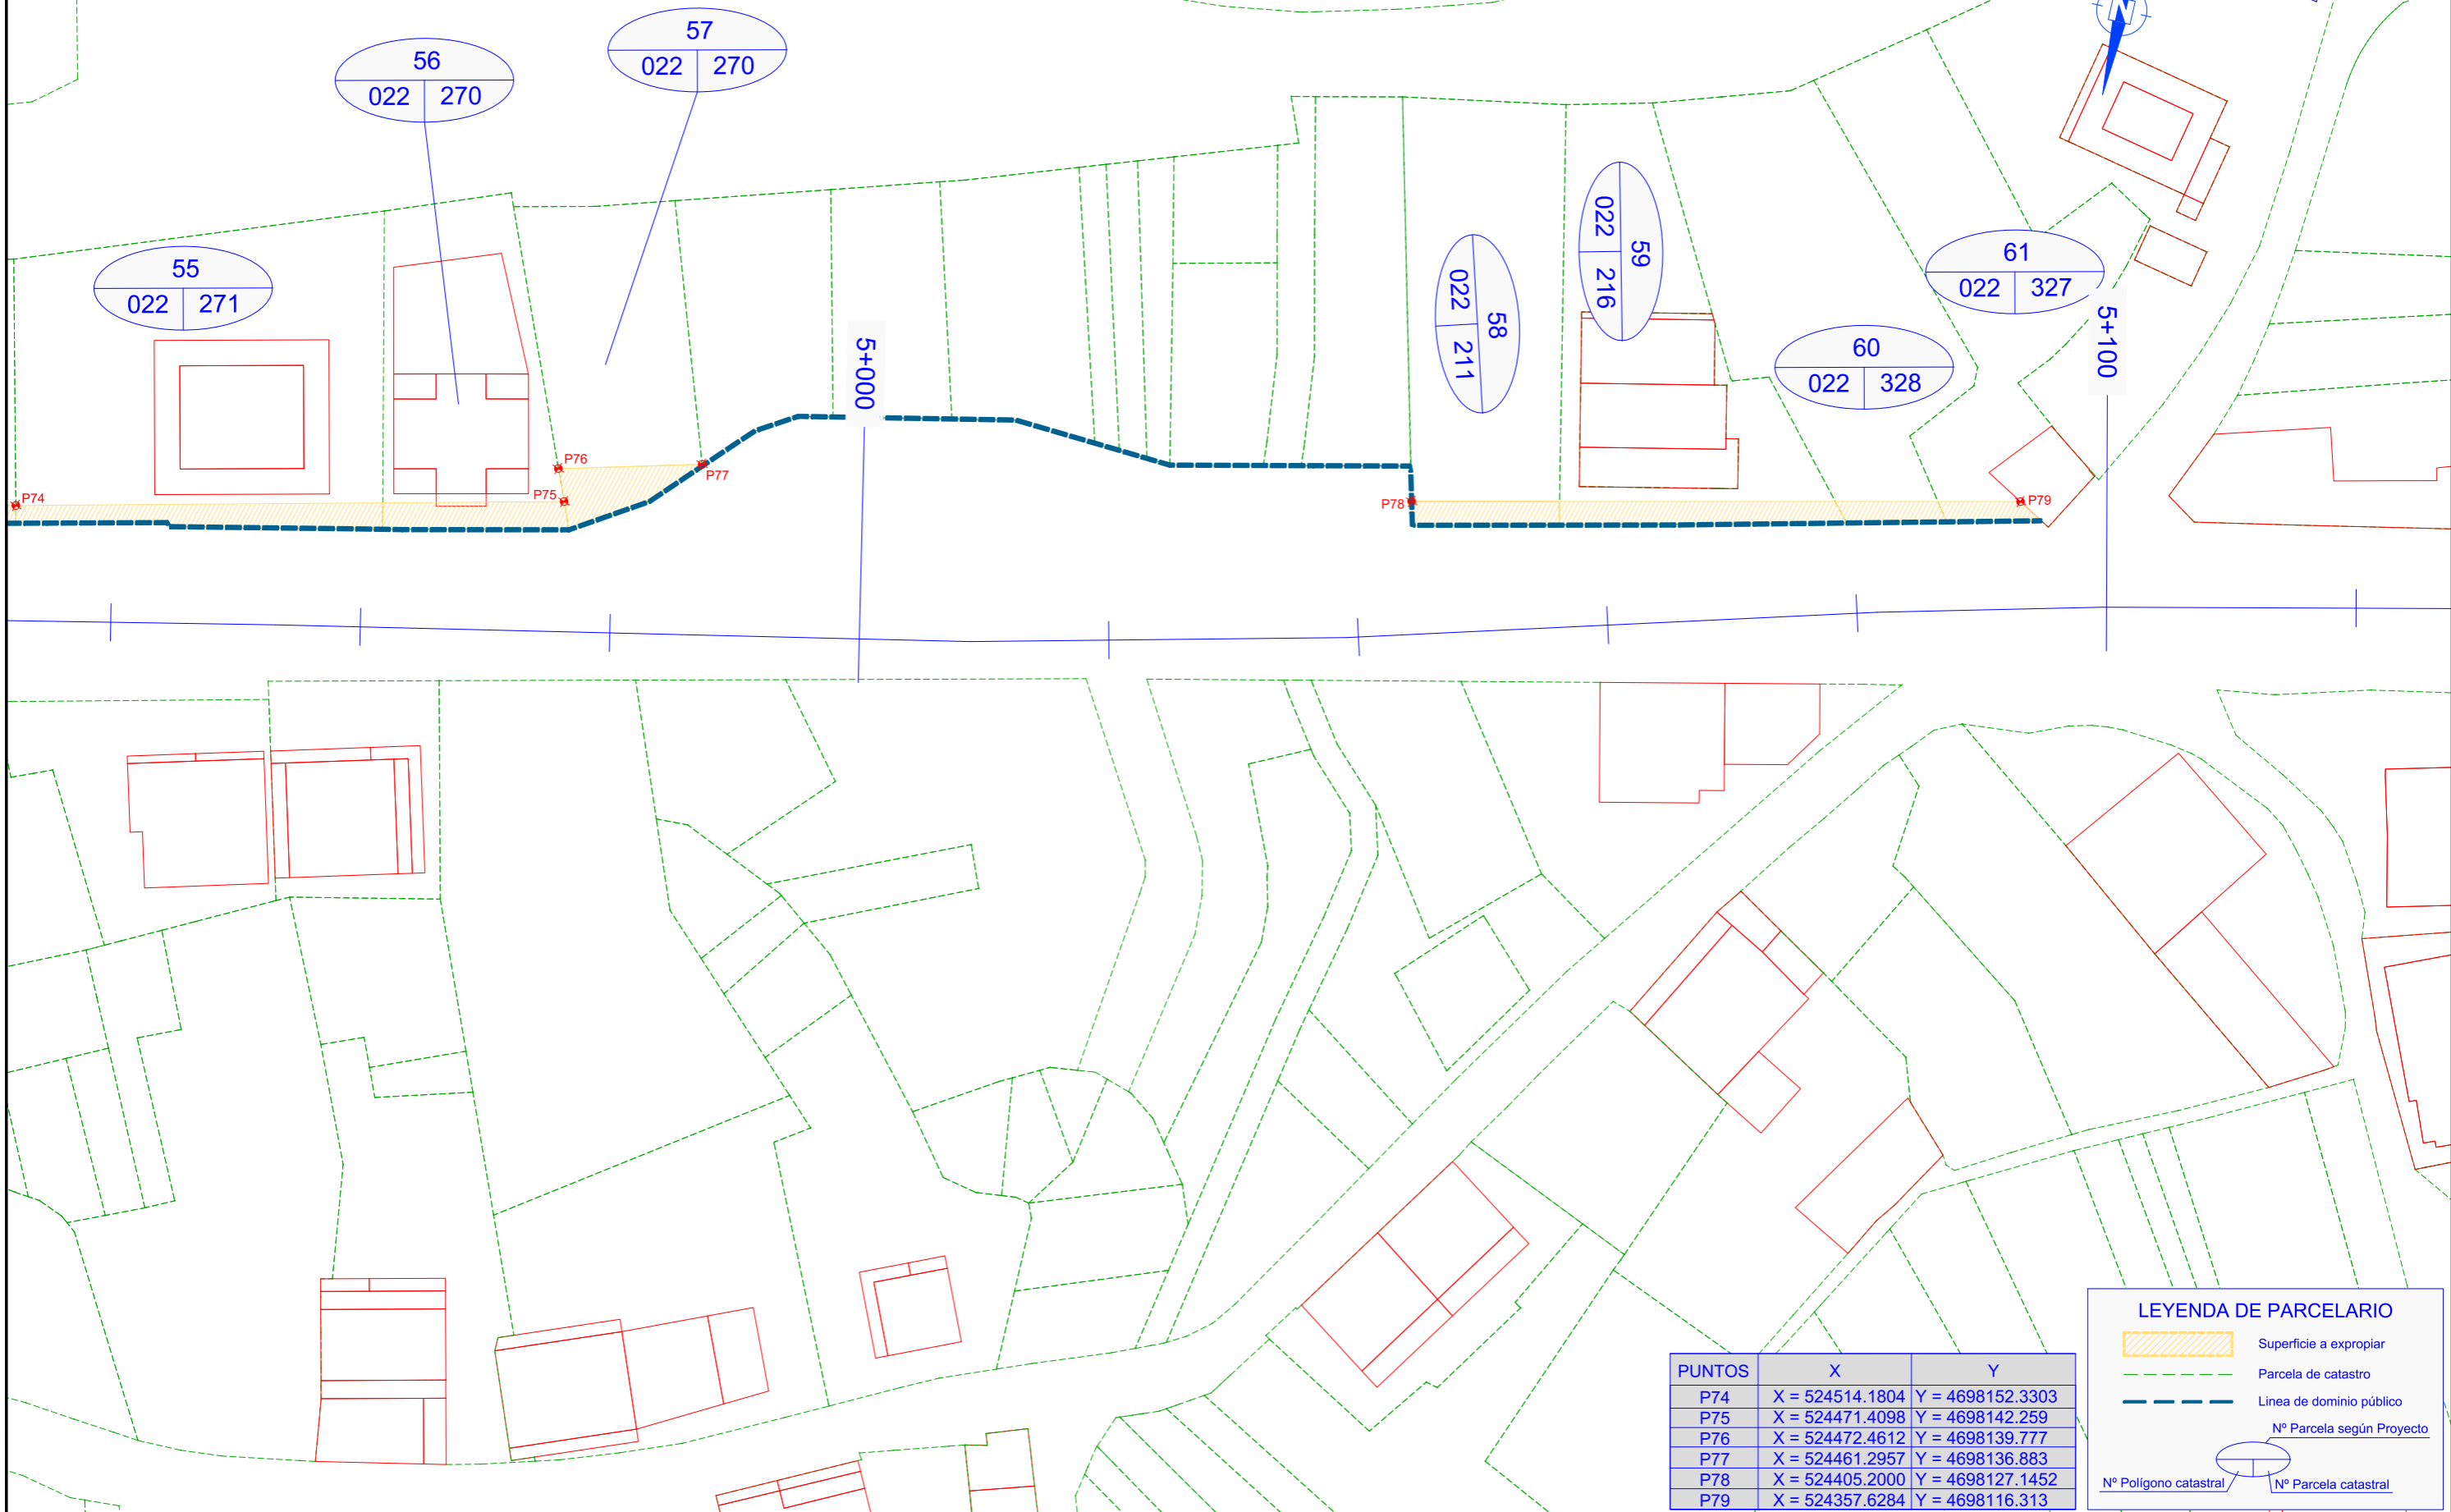 N
57
022 270
56
022 270
55
022 271
5+000
58
022 211
59
022 216
60
022 328
61
022 327
5+100
P74
P75
P76
P77
P78
P79
PUNTOS X Y
P74 X = 524514.1804 Y = 4698152.3303
P75 X = 524471.4098 Y = 4698142.259
P76 X = 524472.4612 Y = 4698139.777
P77 X = 524461.2957 Y = 4698136.883
P78 X = 524405.2000 Y = 4698127.1452
P79 X = 524357.6284 Y = 4698116.313
LEYENDA DE PARCELARIO
Superficie a expropiar
Parcela de catastro
Linea de dominio público
Nº Parcela según Proyecto
Nº Polígono catastral
Nº Parcela catastral